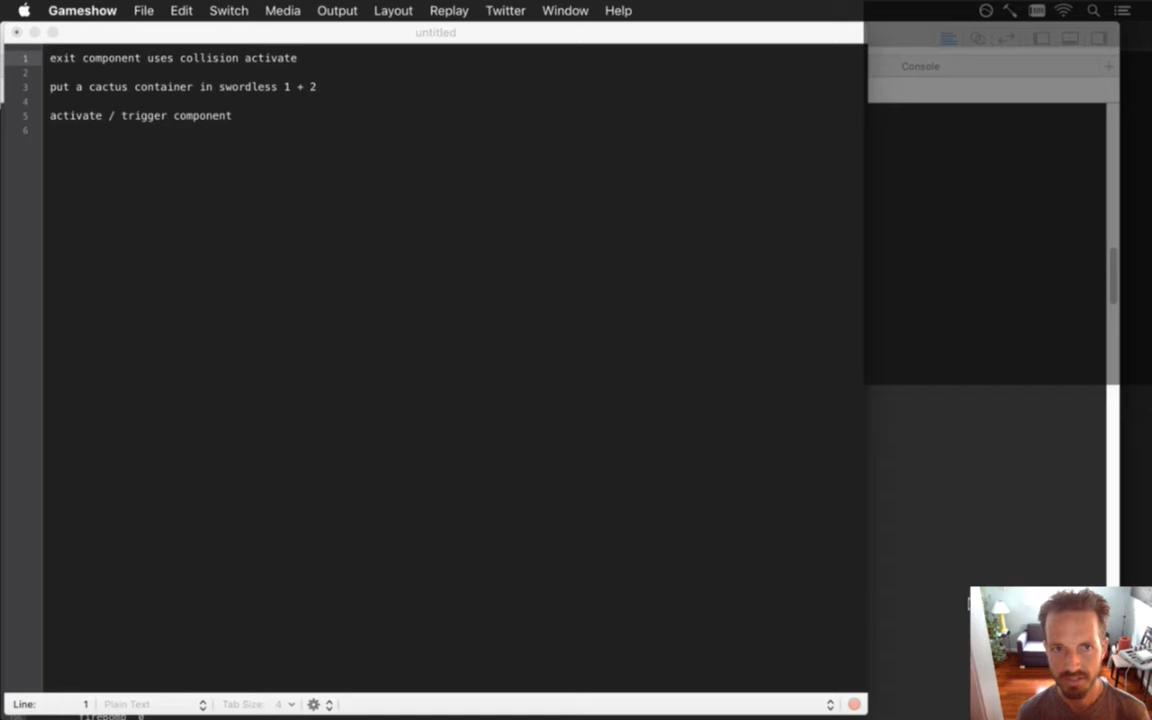 Gameshow File Edit Switch Media Output Layout Replay Twitter Window Help
untitled
Console
1 exit component uses collision activate
2
3 put a cactus container in swordless 1 + 2
4
5 activate / trigger component
6
Line: 1 Plain Text Tab Size: 4